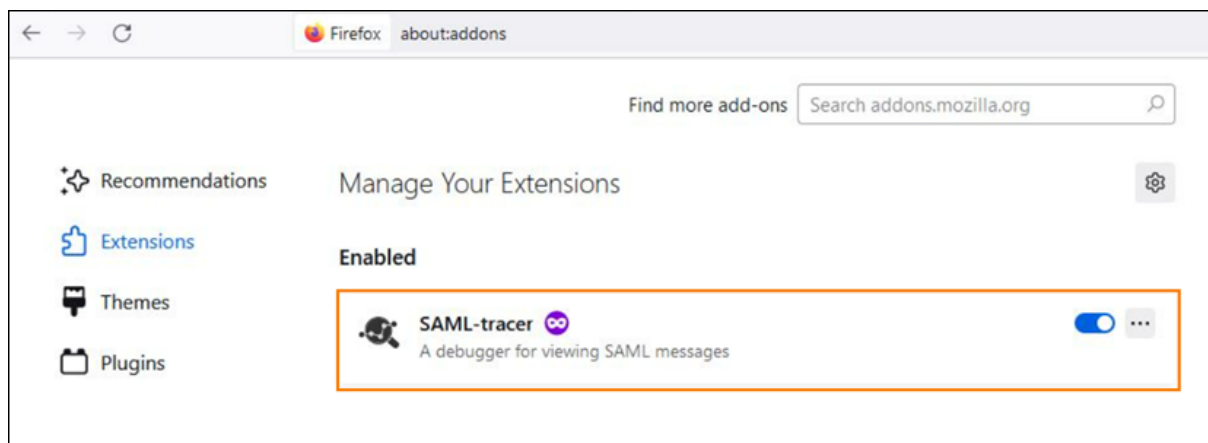 Firefox about:addons
Find more add-ons Search addons.mozilla.org
Recommendations
Manage Your Extensions
Extensions
Enabled
Themes
SAML-tracer
A debugger for viewing SAML messages
Plugins